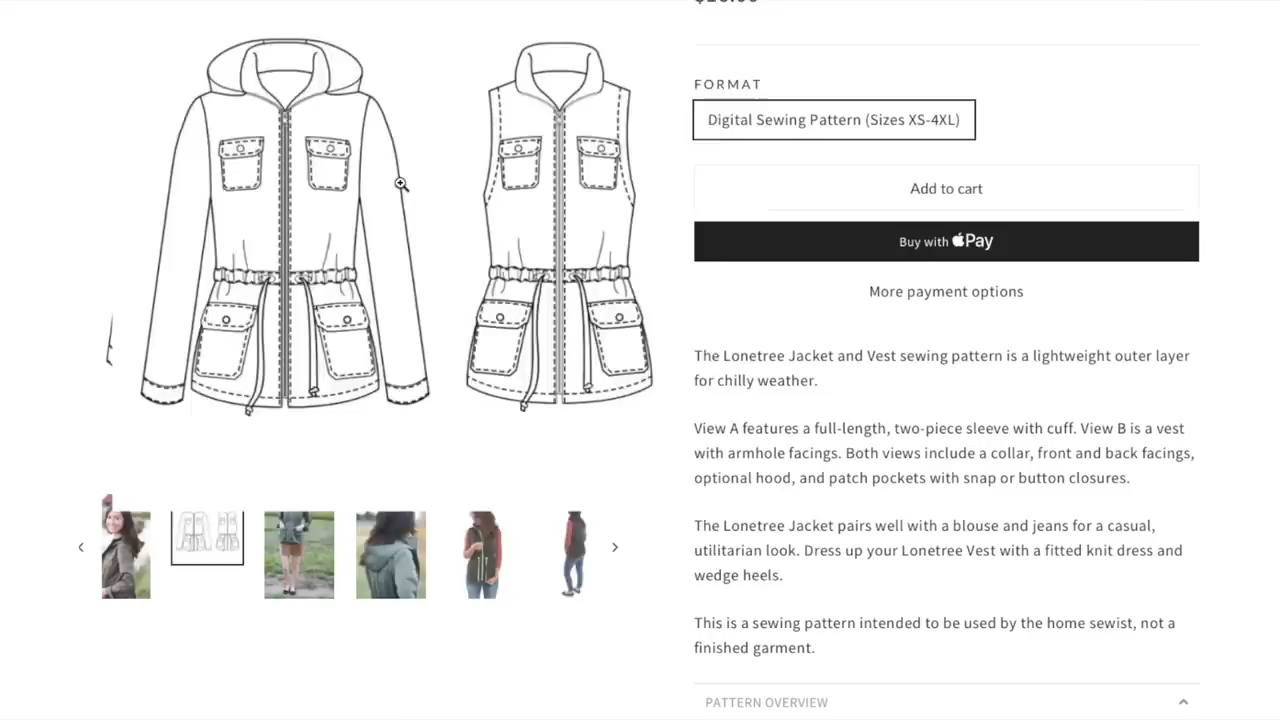 FORMAT
Digital Sewing Pattern (Sizes XS-4XL)
Add to cart
Buy with Pay
More payment options
The Lonetree Jacket and Vest sewing pattern is a lightweight outer layer
for chilly weather.
View A features a full-length, two-piece sleeve with cuff. View B is a vest
with armhole facings. Both views include a collar, front and back facings,
optional hood, and patch pockets with snap or button closures.
The Lonetree Jacket pairs well with a blouse and jeans for a casual,
utilitarian look. Dress up your Lonetree Vest with a fitted knit dress and
wedge heels.
This is a sewing pattern intended to be used by the home sewist, not a
finished garment.
PATTERN OVERVIEW